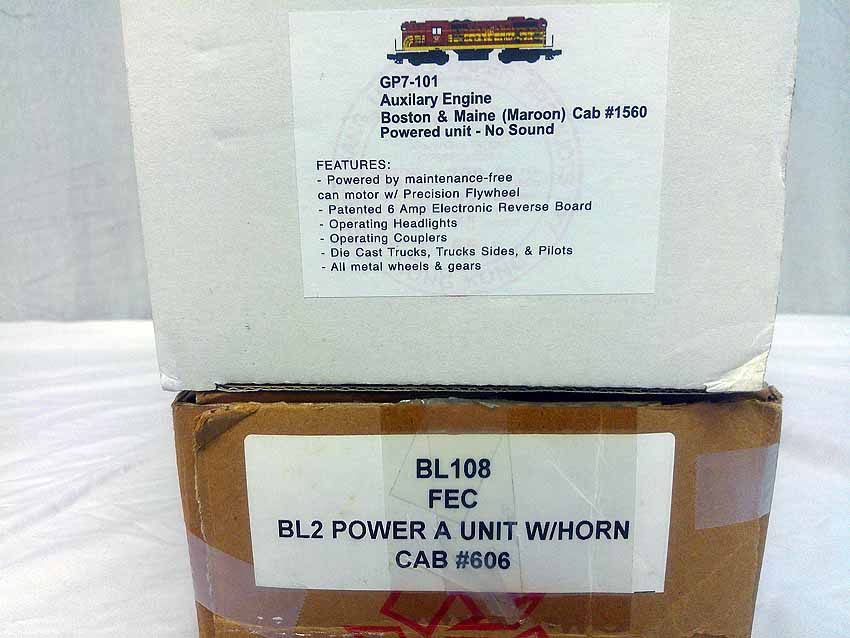 GP7-101
Auxilary Engine
Boston & Maine (Maroon) Cab #1560
Powered unit - No Sound
FEATURES:
- Powered by maintenance-free
can motor w/ Precision Flywheel
- Patented 6 Amp Electronic Reverse Board
- Operating Headlights
- Operating Couplers
- Die Cast Trucks, Trucks Sides, & Pilots
- All metal wheels & gears
BL108
FEC
BL2 POWER A UNIT W/HORN
CAB #606